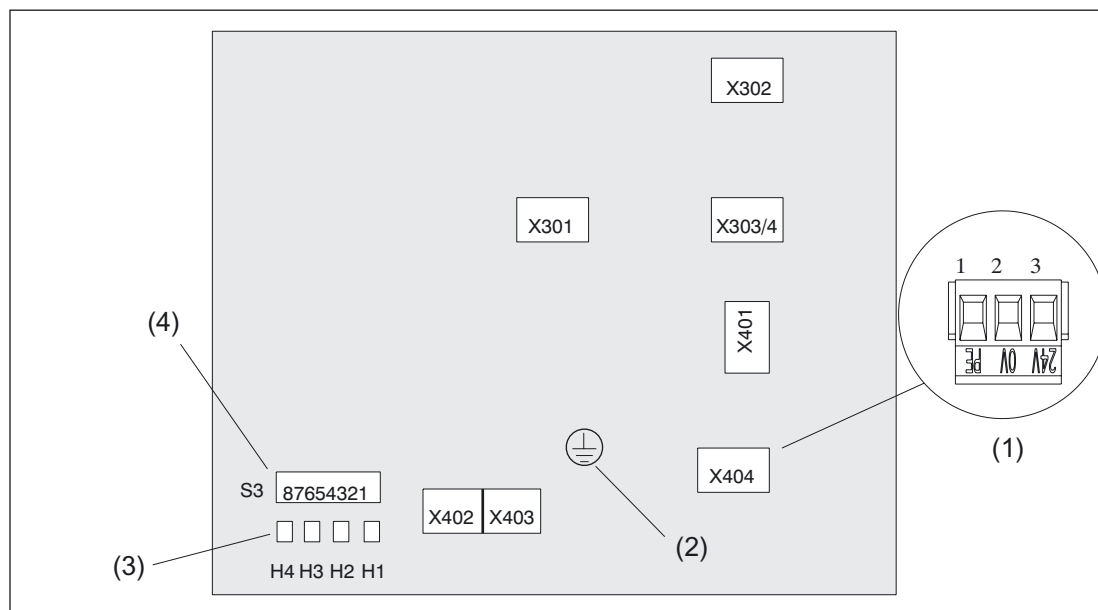 X302
X301
X303/4
1 2 3
X401
PE 0V 24V
(4)
(1)
X404
S3
87654321
X402
X403
(2)
(3)
H4 H3 H2 H1